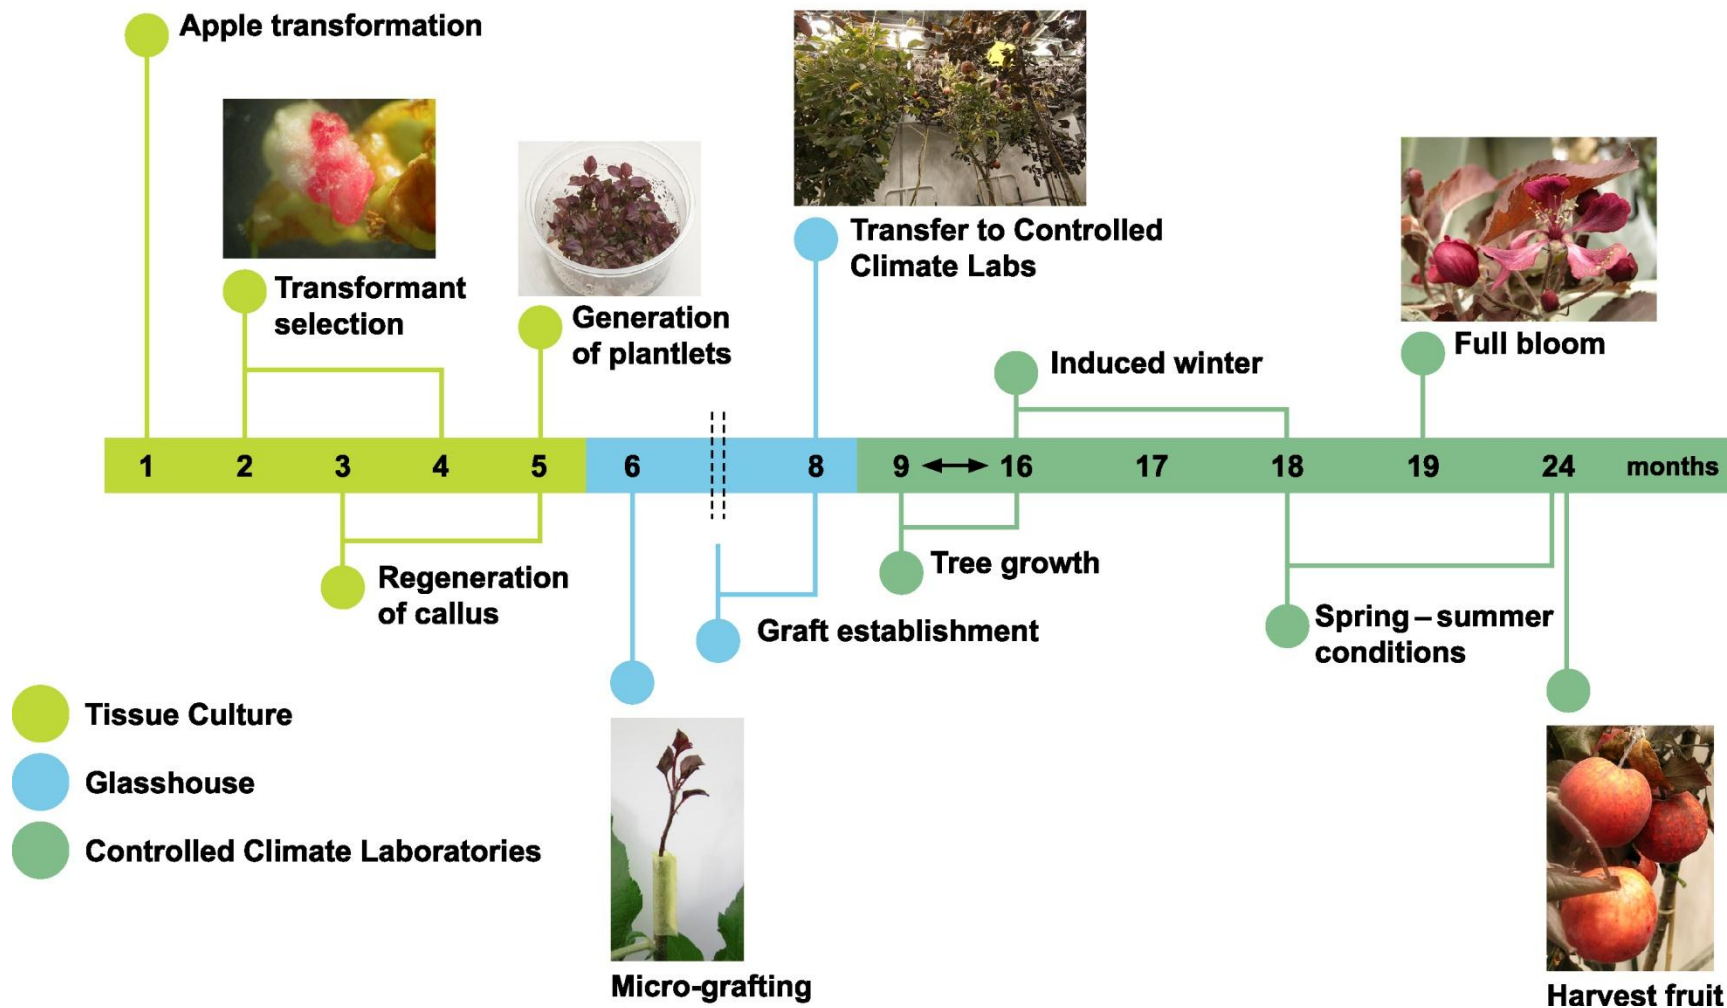 Apple transformation
Transformant
selection
Generation
of plantlets
Transfer to Controlled
Climate Labs
Induced winter
Full bloom
1 2 3 4 5 6 8 9 16 17 18 19 24 months
Regeneration
of callus
Graft establishment
Tree growth
Spring – summer
conditions
Micro-grafting
Harvest fruit
Tissue Culture
Glasshouse
Controlled Climate Laboratories